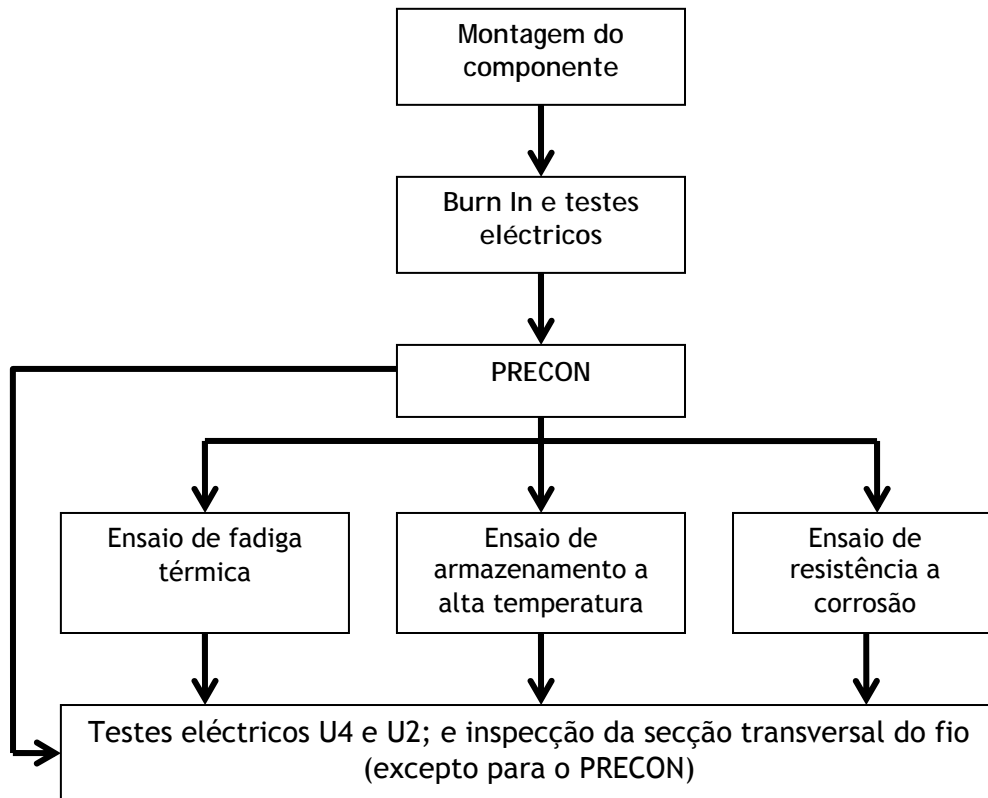 Montagem do
componente
Burn In e testes
eléctricos
PRECON
Ensaio de fadiga
térmica
Ensaio de
armazenamento a
alta temperatura
Ensaio de
resistência a
corrosão
Testes eléctricos U4 e U2; e inspecção da secção transversal do fio
(excepto para o PRECON)